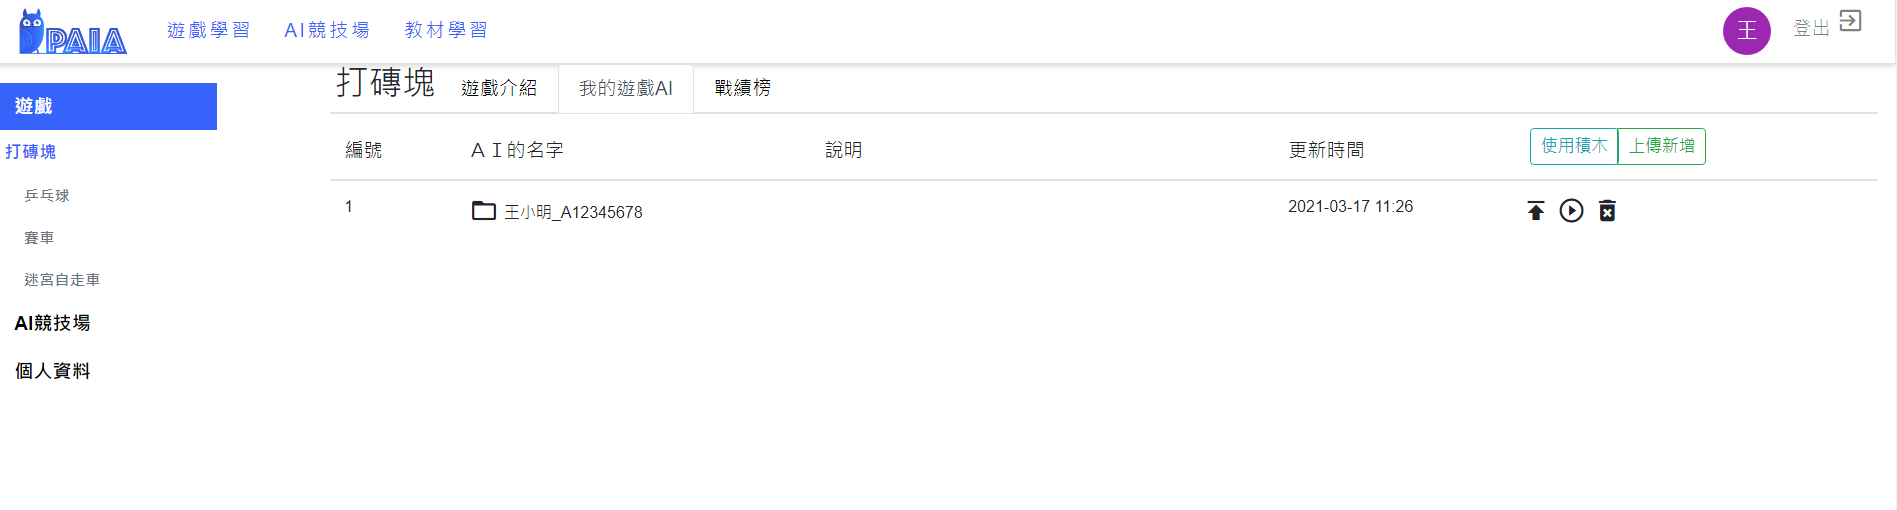 PAIA 遊戲學習 AI競技場 教材學習 王 登出
遊戲
打磚塊
乒乓球
賽車
迷宮自走車
AI競技場
個人資料
打磚塊 遊戲介紹 我的遊戲AI 戰績榜
編號 ＡＩ的名字 說明 更新時間 使用積木 上傳新增
1 王小明_A12345678 2021-03-17 11:26